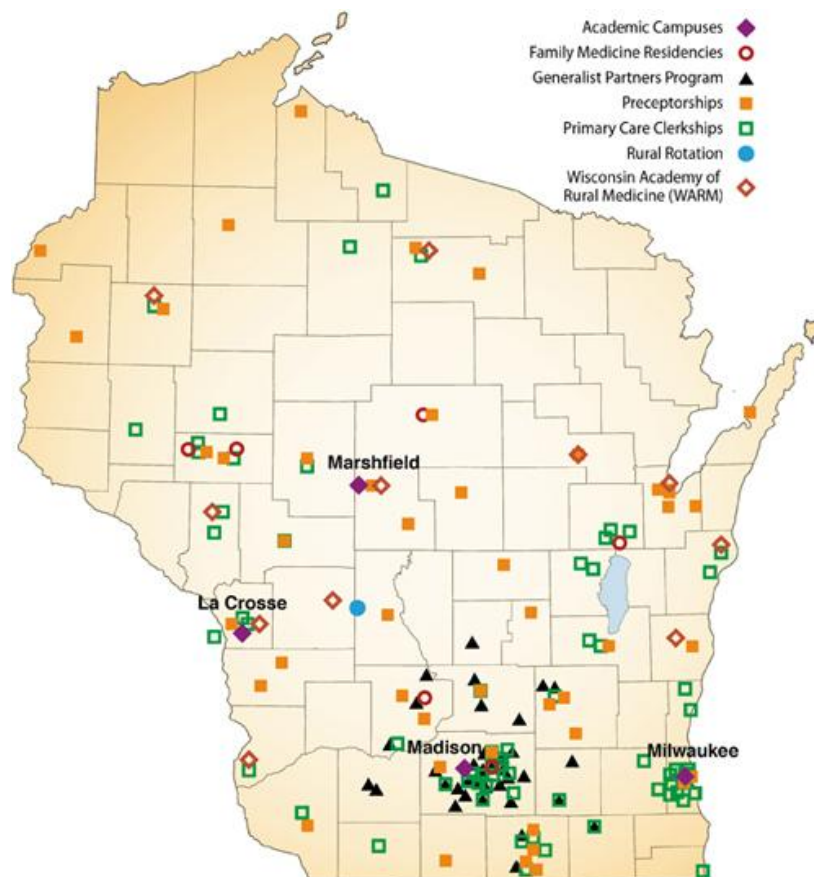 Academic Campuses
Family Medicine Residencies
Generalist Partners Program
Preceptorships
Primary Care Clerkships
Rural Rotation
Wisconsin Academy of
Rural Medicine (WARM)
Marshfield
La Crosse
Madison
Milwaukee